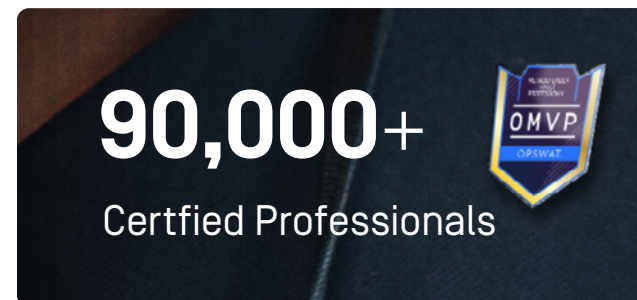 90,000+
Certfied Professionals
OMVP
OPSWAT.